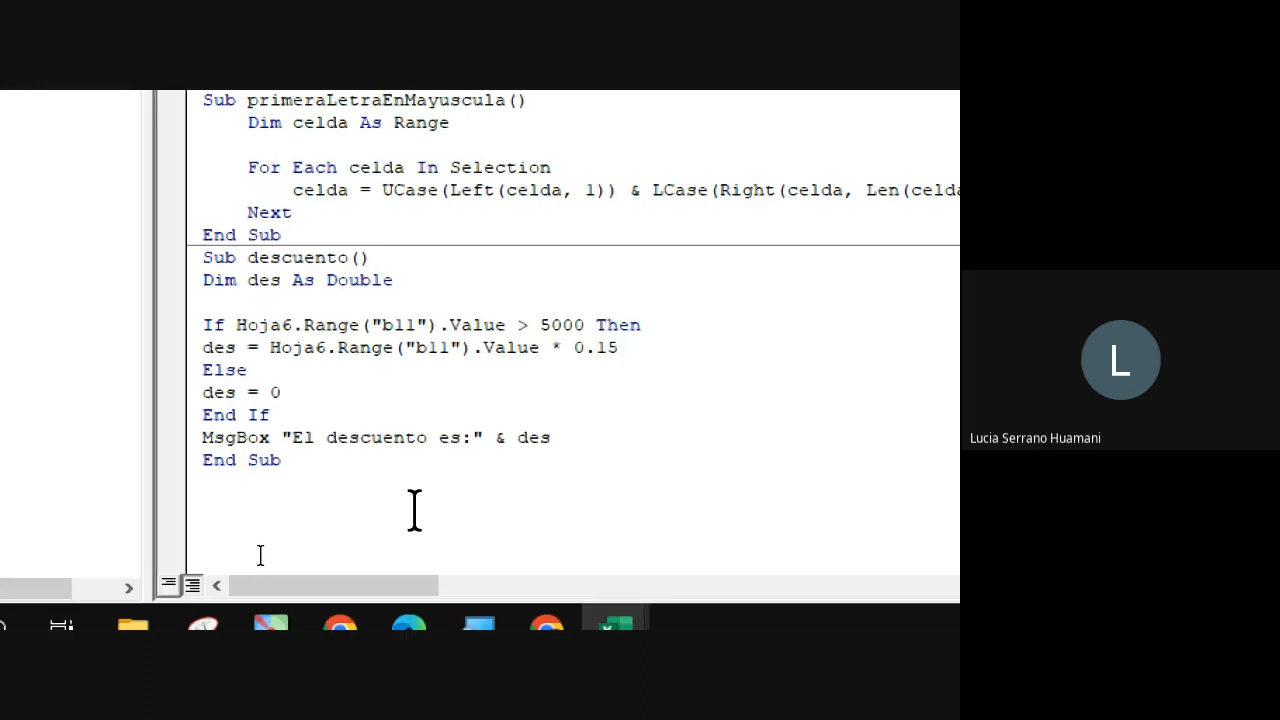 Sub primeraLetraEnMayuscula()
Dim celda As Range
For Each celda In Selection
celda = UCase(Left(celda, 1)) & LCase(Right(celda, Len(celda
Next
End Sub
Sub descuento()
Dim des As Double
If Hoja6.Range("b11").Value > 5000 Then
des = Hoja6.Range("b11").Value * 0.15
Else
des = 0
End If
MsgBox "El descuento es:" & des
End Sub
L
Lucia Serrano Huamani